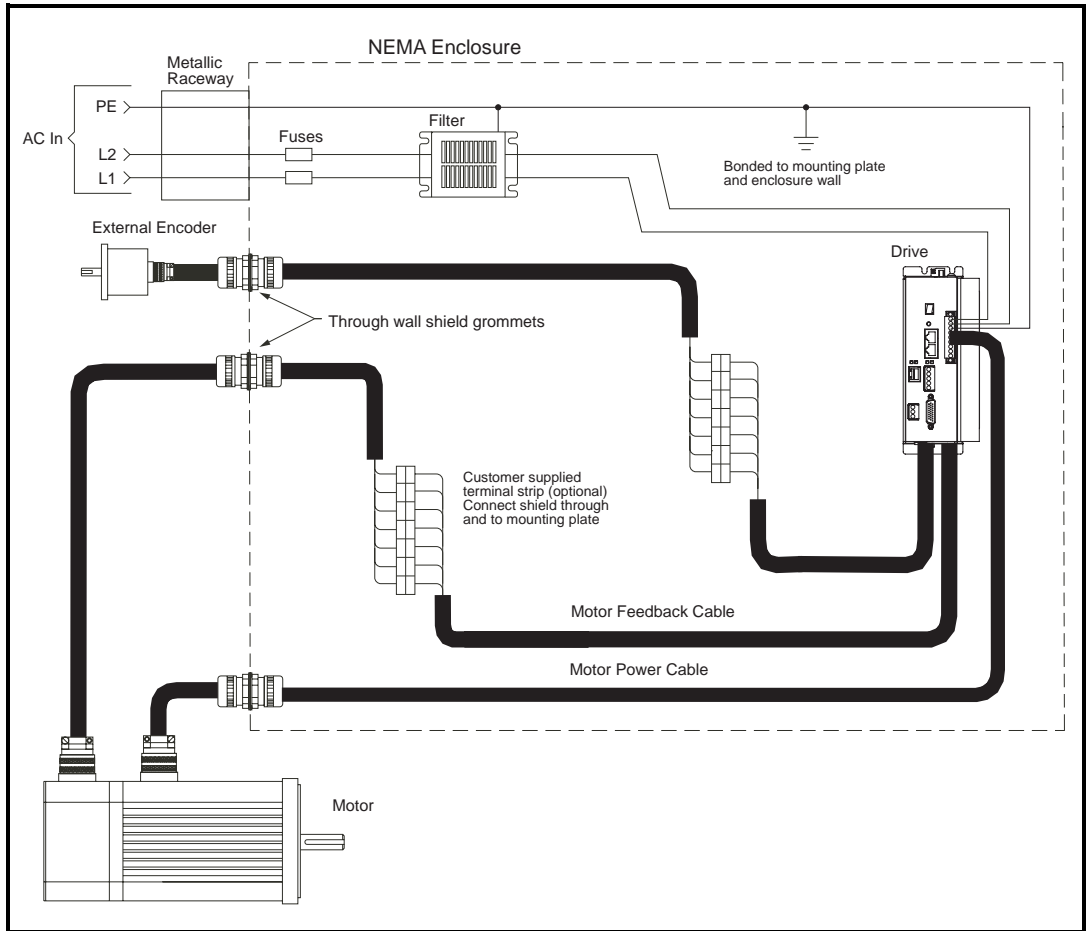 NEMA Enclosure
Metallic
Raceway
PE
AC In
L2
L1
Fuses
Filter
Bonded to mounting plate
and enclosure wall
External Encoder
Drive
Through wall shield grommets
Customer supplied
terminal strip (optional)
Connect shield through
and to mounting plate
Motor Feedback Cable
Motor Power Cable
Motor